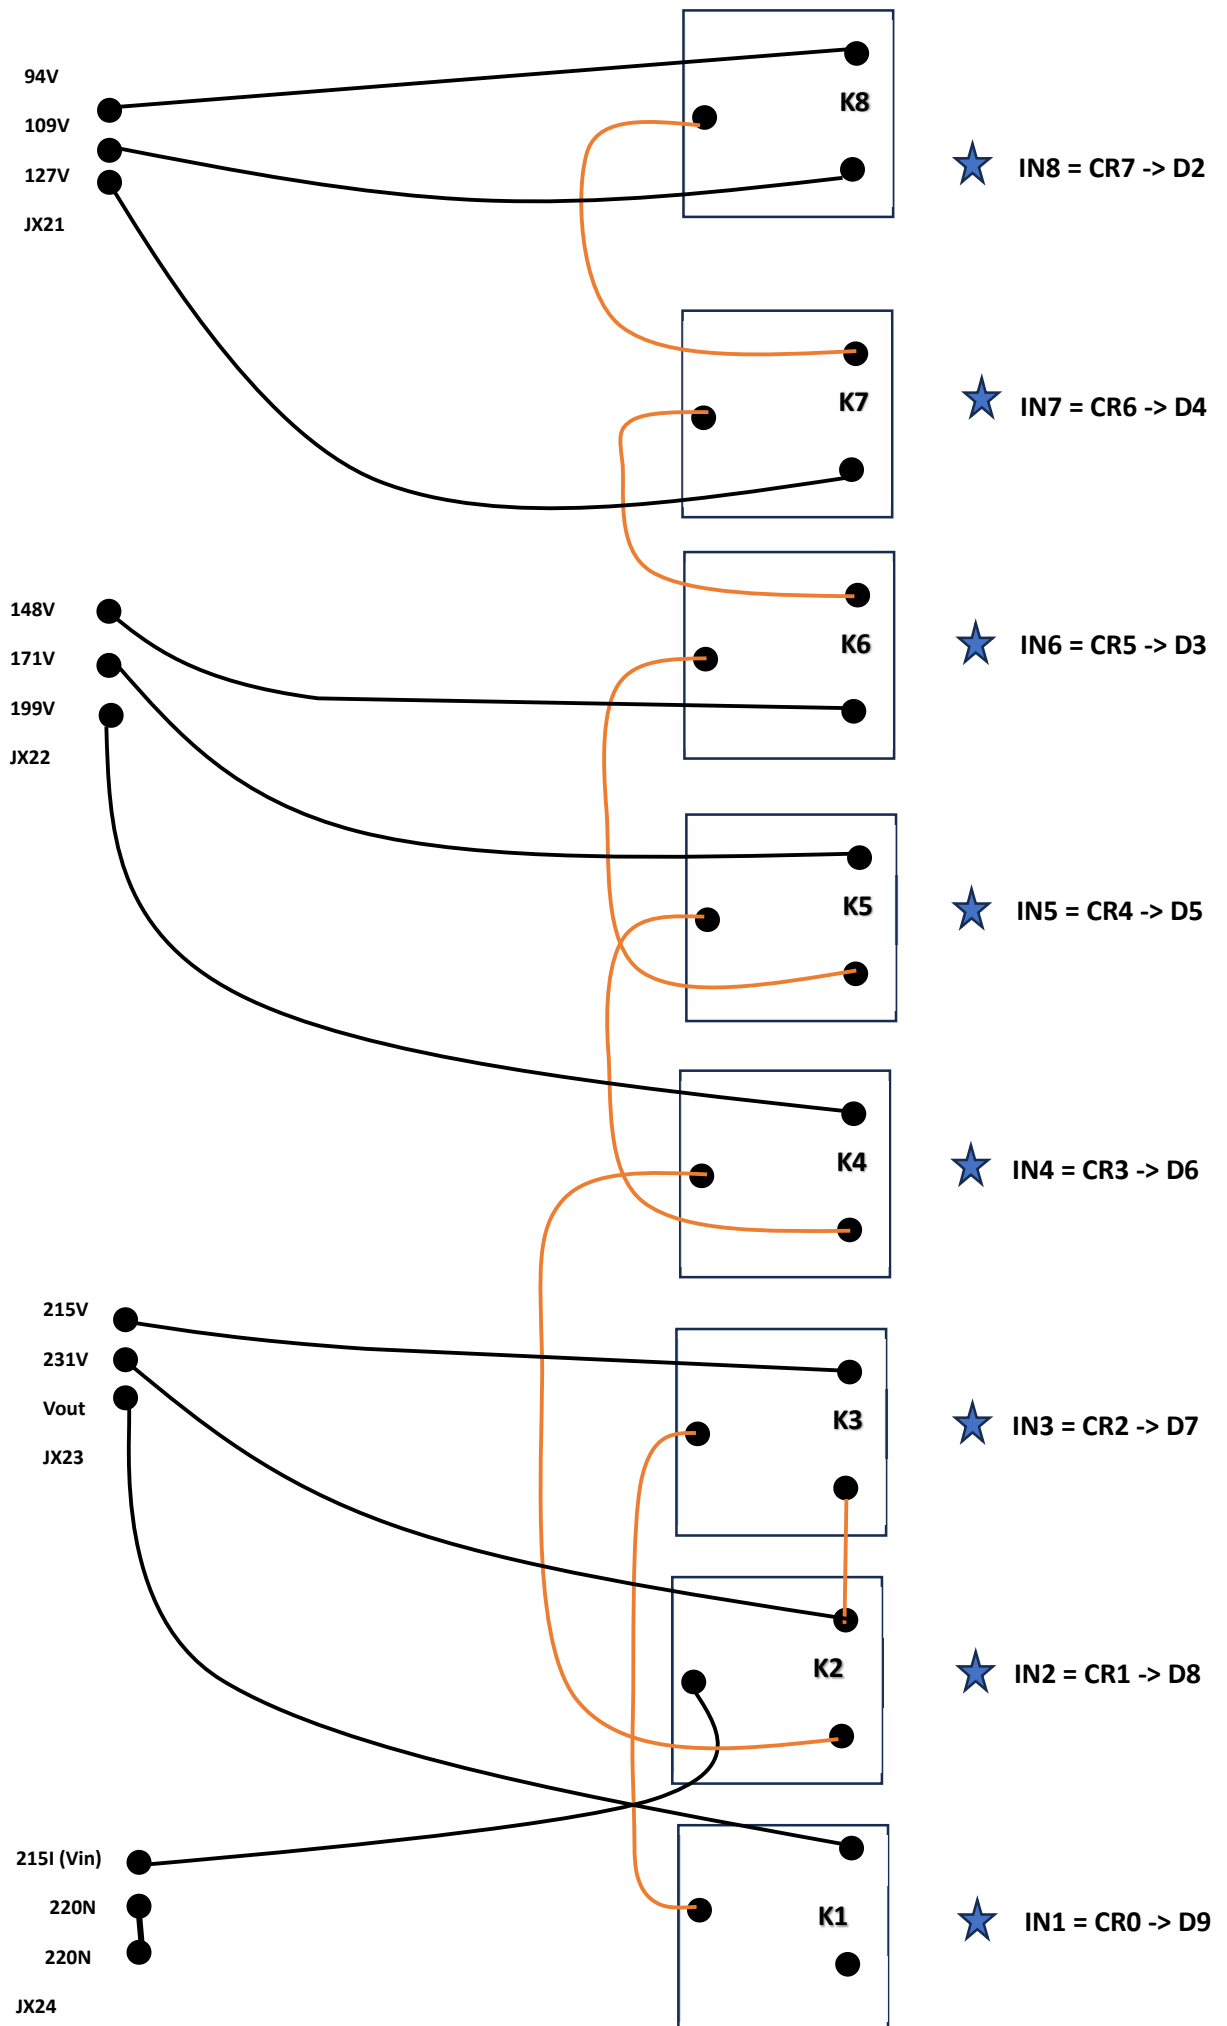 94V
109V
127V
JX21
K8
IN8 = CR7 -> D2
K7
IN7 = CR6 -> D4
148V
171V
199V
JX22
K6
IN6 = CR5 -> D3
K5
IN5 = CR4 -> D5
K4
IN4 = CR3 -> D6
215V
231V
Vout
JX23
K3
IN3 = CR2 -> D7
K2
IN2 = CR1 -> D8
215I (Vin)
220N
220N
JX24
K1
IN1 = CR0 -> D9